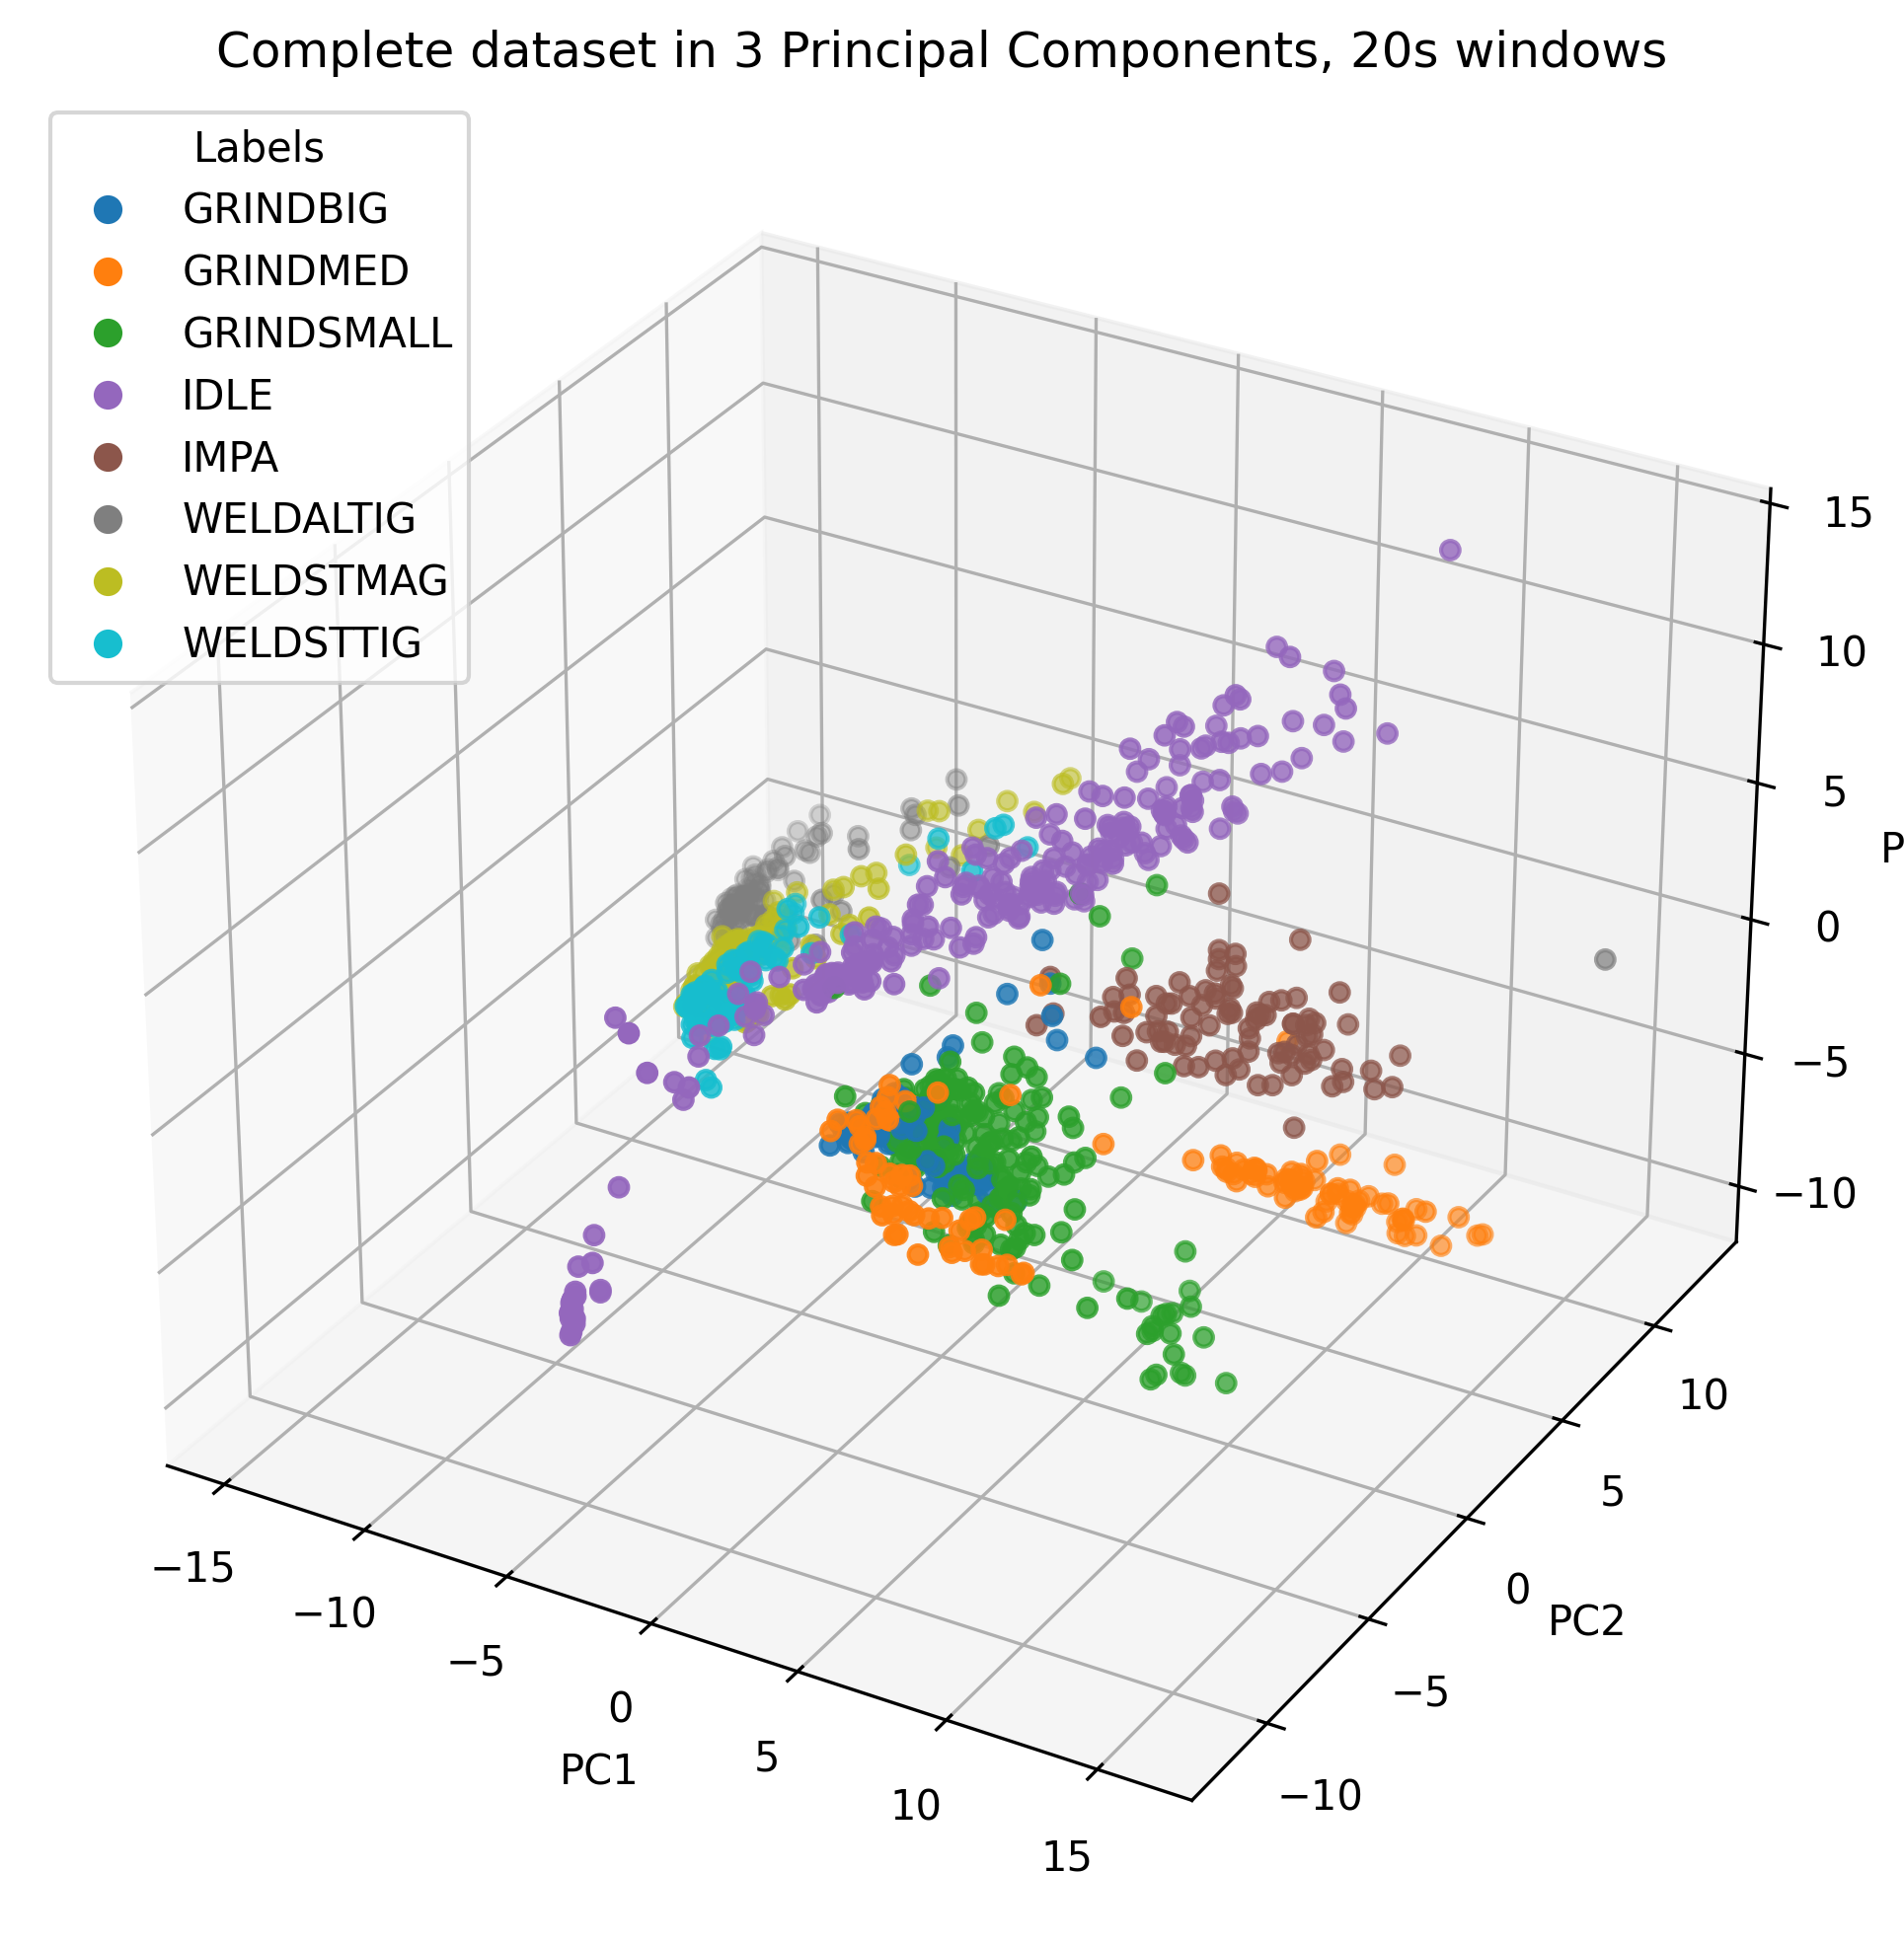 Complete dataset in 3 Principal Components, 20s windows
Labels
GRINDBIG
GRINDMED
GRINDSMALL
IDLE
IMPA
WELDALTIG
WELDSTMAG
WELDSTTIG
15
10
5
P
0
−5
−10
10
5
0
PC2
−5
−10
−15
−10
−5
0
PC1
5
10
15